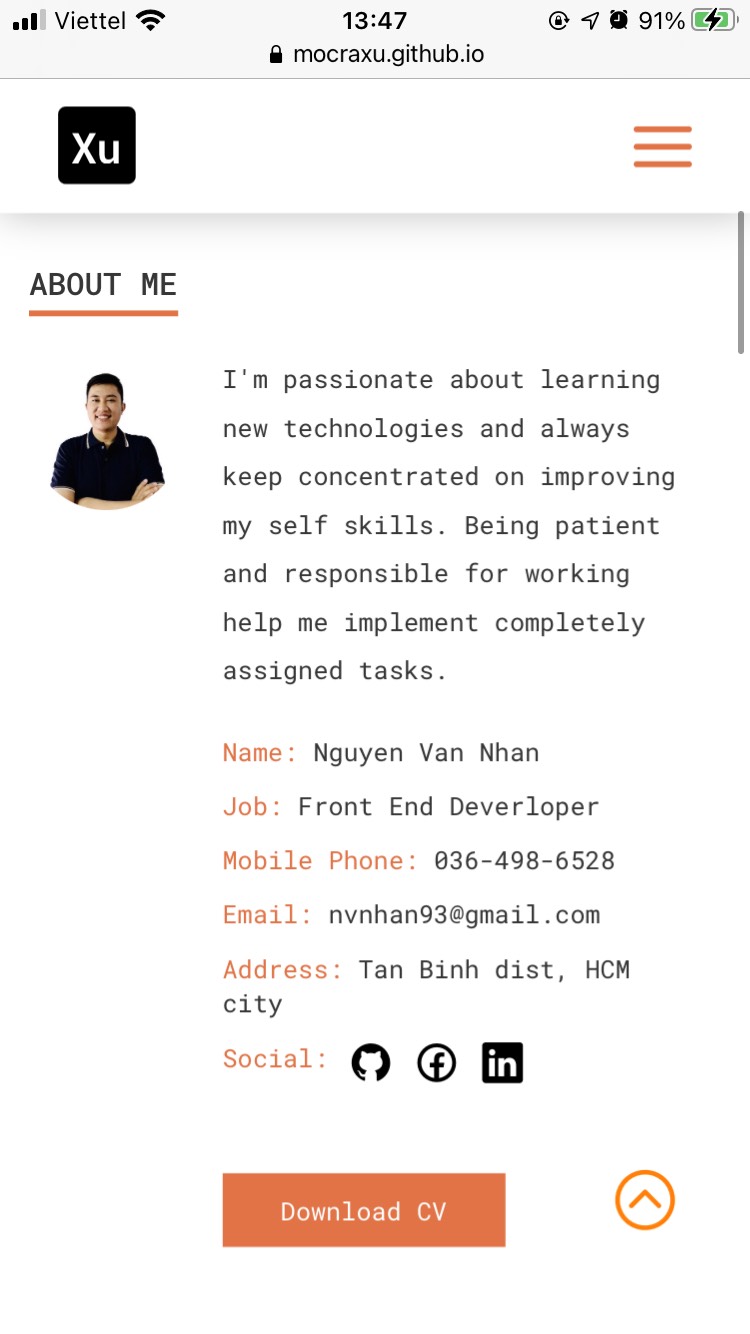 Viettel 13:47 91%
mocraxu.github.io
Xu
ABOUT ME
I'm passionate about learning
new technologies and always
keep concentrated on improving
my self skills. Being patient
and responsible for working
help me implement completely
assigned tasks.
Name: Nguyen Van Nhan
Job: Front End Deverloper
Mobile Phone: 036-498-6528
Email: nvnhan93@gmail.com
Address: Tan Binh dist, HCM
city
Social: in
Download CV